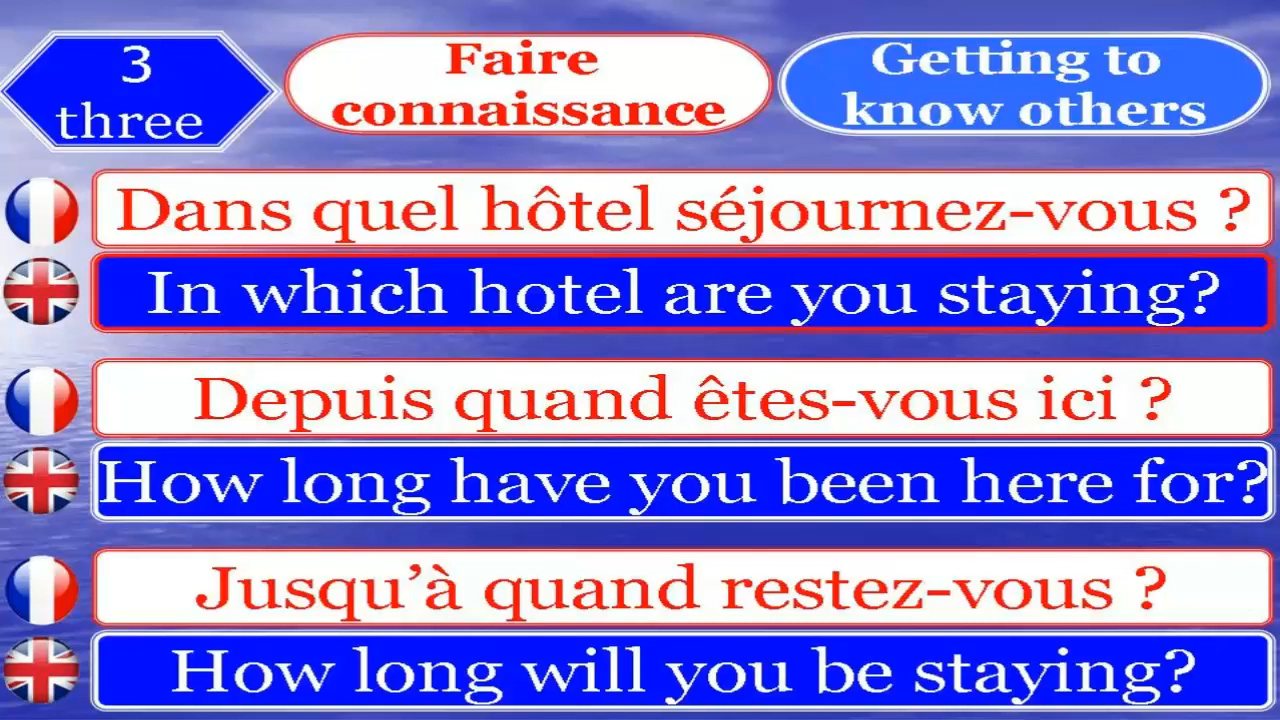 3
three
Faire
connaissance
Getting to
know others
Dans quel hôtel séjournez-vous ?
In which hotel are you staying?
Depuis quand êtes-vous ici ?
How long have you been here for?
Jusqu’à quand restez-vous ?
How long will you be staying?